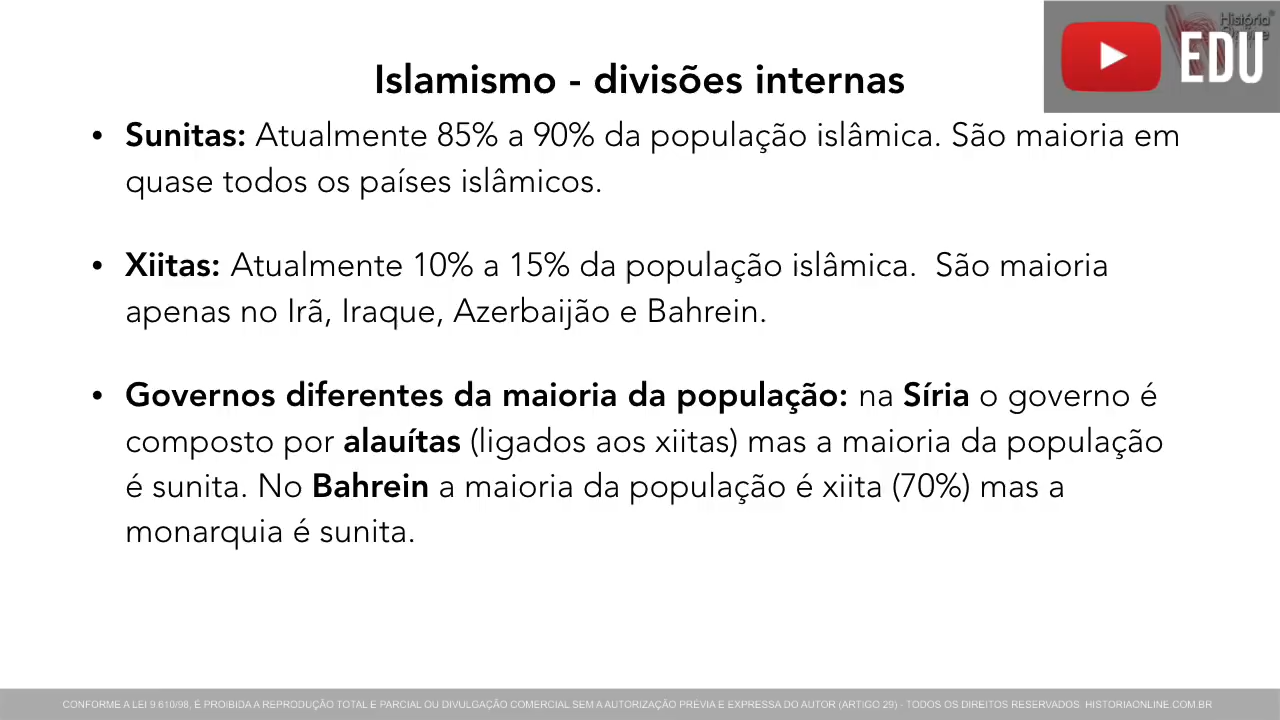 História
Online
EDU
Islamismo - divisões internas
• Sunitas: Atualmente 85% a 90% da população islâmica. São maioria em
quase todos os países islâmicos.
• Xiitas: Atualmente 10% a 15% da população islâmica.  São maioria
apenas no Irã, Iraque, Azerbaijão e Bahrein.
• Governos diferentes da maioria da população: na Síria o governo é
composto por alauítas (ligados aos xiitas) mas a maioria da população
é sunita. No Bahrein a maioria da população é xiita (70%) mas a
monarquia é sunita.
CONFORME A LEI 9.610/98, É PROIBIDA A REPRODUÇÃO TOTAL E PARCIAL OU DIVULGAÇÃO COMERCIAL SEM A AUTORIZAÇÃO PRÉVIA E EXPRESSA DO AUTOR (ARTIGO 29) - TODOS OS DIREITOS RESERVADOS. HISTORIAONLINE.COM.BR